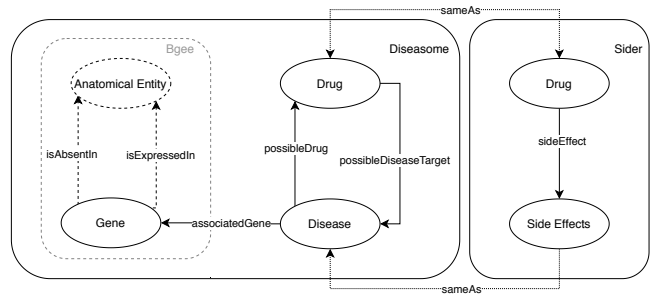 sameAs
Bgee
Diseasome
Sider
Anatomical Entity
Drug
Drug
sideEffect
isAbsentIn
isExpressedIn
possibleDrug
possibleDiseaseTarget
Gene
associatedGene
Disease
Side Effects
sameAs